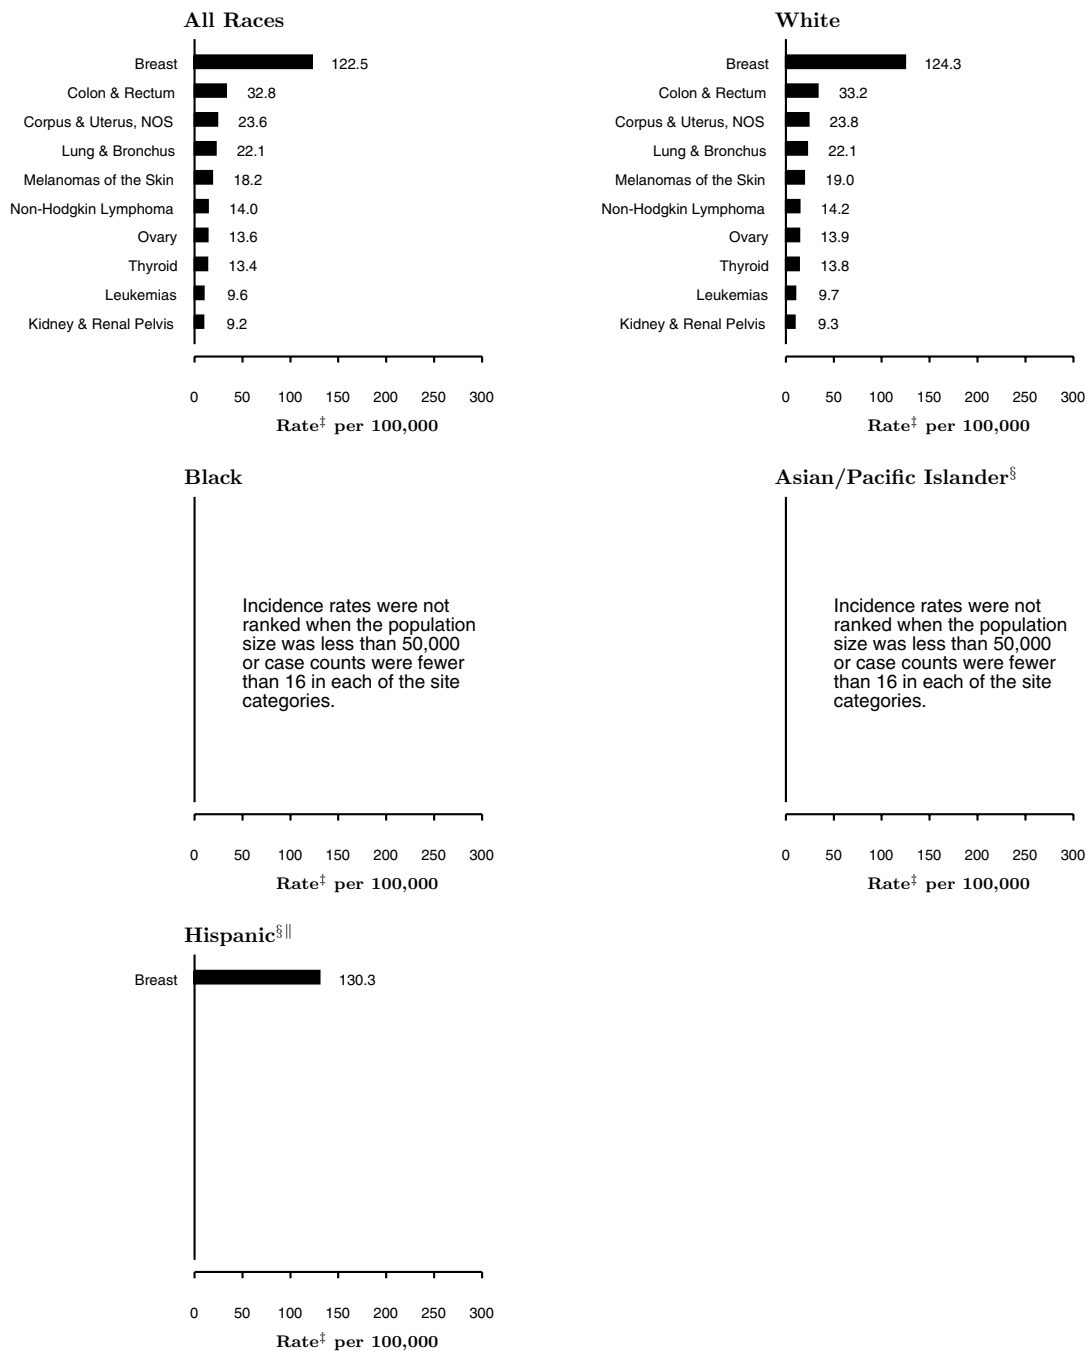 All Races
Breast 122.5
Colon & Rectum 32.8
Corpus & Uterus, NOS 23.6
Lung & Bronchus 22.1
Melanomas of the Skin 18.2
Non-Hodgkin Lymphoma 14.0
Ovary 13.6
Thyroid 13.4
Leukemias 9.6
Kidney & Renal Pelvis 9.2
0 50 100 150 200 250 300
Rate‡ per 100,000
White
Breast 124.3
Colon & Rectum 33.2
Corpus & Uterus, NOS 23.8
Lung & Bronchus 22.1
Melanomas of the Skin 19.0
Non-Hodgkin Lymphoma 14.2
Ovary 13.9
Thyroid 13.8
Leukemias 9.7
Kidney & Renal Pelvis 9.3
0 50 100 150 200 250 300
Rate‡ per 100,000
Black
Incidence rates were not
ranked when the population
size was less than 50,000
or case counts were fewer
than 16 in each of the site
categories.
0 50 100 150 200 250 300
Rate‡ per 100,000
Asian/Pacific Islander§
Incidence rates were not
ranked when the population
size was less than 50,000
or case counts were fewer
than 16 in each of the site
categories.
0 50 100 150 200 250 300
Rate‡ per 100,000
Hispanic§‖
Breast 130.3
0 50 100 150 200 250 300
Rate‡ per 100,000